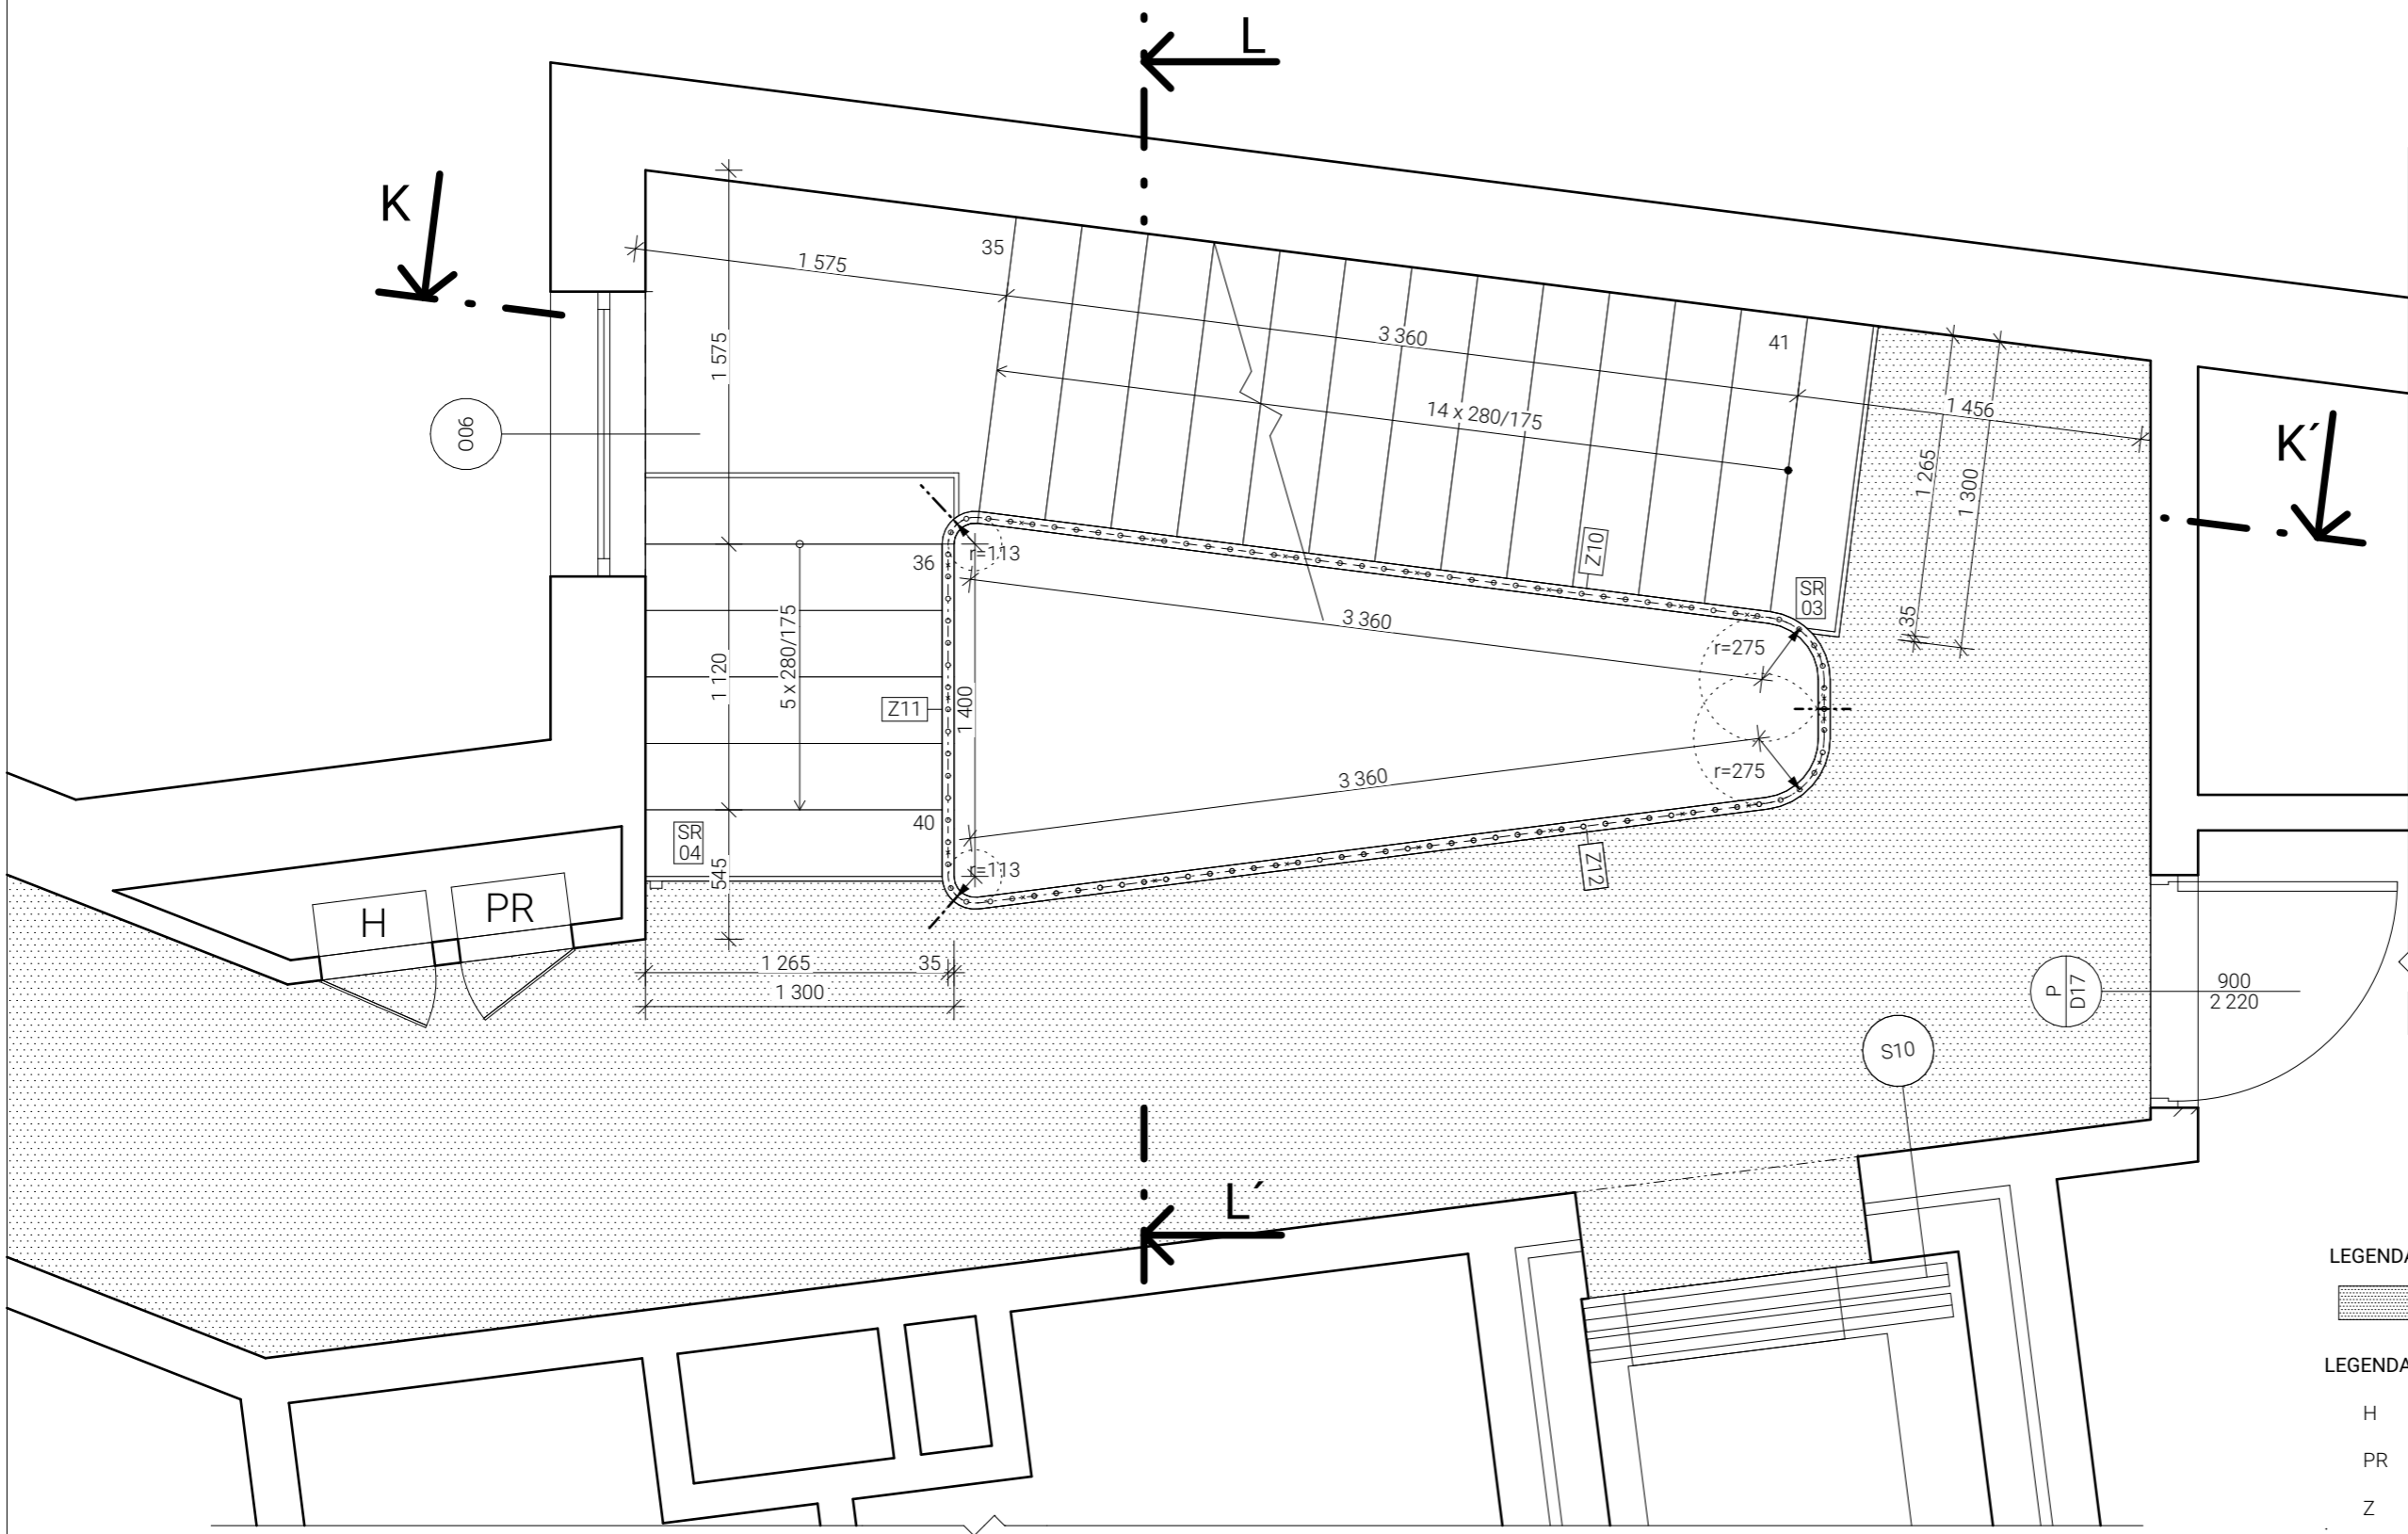 L
K
35
1 575
3 360
41
1 575
14 x 280/175
1 456
O06
K´
1 265
1 300
r=113
Z10
36
SR
03
5 x 280/175
3 360
35
r=275
1 120
Z11
1 400
3 360
r=275
SR
04
40
545
r=113
Z12
H
PR
1 265
35
1 300
P
D17
900
2 220
S10
L´
LEGENDA
LEGENDA
H
PR
Z